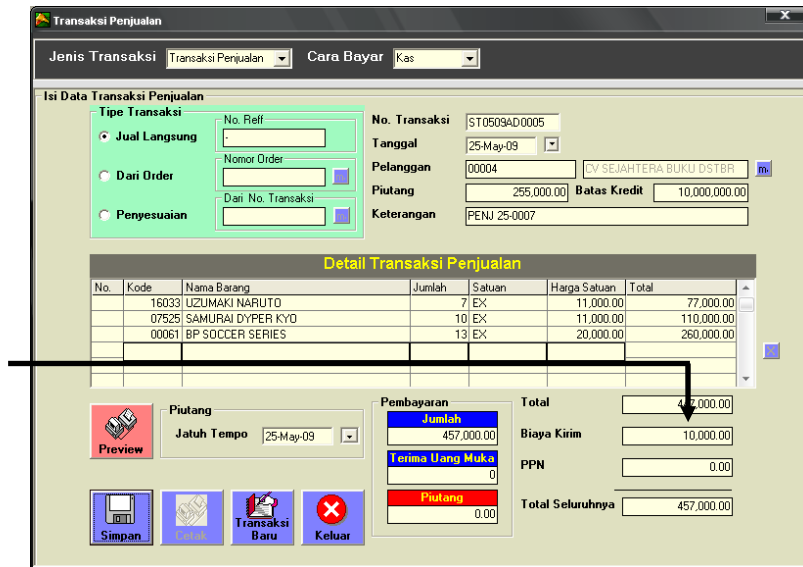 Transaksi Penjualan
Jenis Transaksi Transaksi Penjualan Cara Bayar Kas
Isi Data Transaksi Penjualan
Tipe Transaksi
No. Reff
Jual Langsung -
Nomor Order
Dari Order
Dari No. Transaksi
Penyesuaian
No. Transaksi ST0509AD0005
Tanggal 25-May-09
Pelanggan 00004 CV SEJAHTERA BUKU DSTBR
Piutang 255,000.00 Batas Kredit 10,000,000.00
Keterangan PENJ 25-0007
Detail Transaksi Penjualan
No. Kode Nama Barang Jumlah Satuan Harga Satuan Total
16033 UZUMAKI NARUTO 7 EX 11,000.00 77,000.00
07525 SAMURAI DYPER KYO 10 EX 11,000.00 110,000.00
00061 BP SOCCER SERIES 13 EX 20,000.00 260,000.00
Preview
Piutang
Jatuh Tempo 25-May-09
Pembayaran
Jumlah
457,000.00
Terima Uang Muka
0
Piutang
0.00
Total
Biaya Kirim 10,000.00
PPN 0.00
Total Seluruhnya 457,000.00
Simpan
Cetak
Transaksi Baru
Keluar